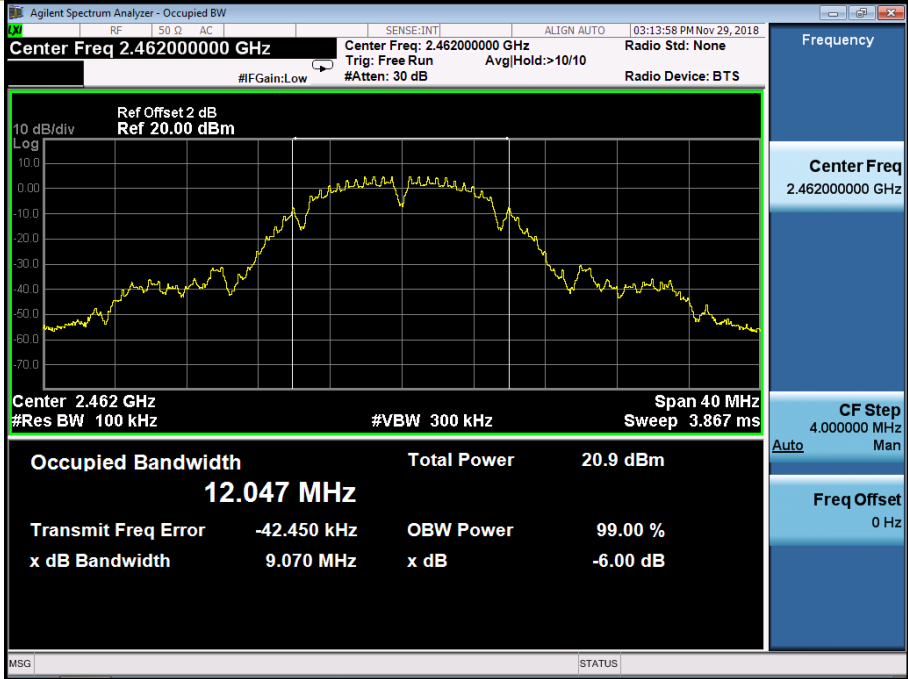 Agilent Spectrum Analyzer - Occupied BW
LXI RF 50 Ω AC SENSE:INT ALIGN AUTO 03:13:58 PM Nov 29, 2018
Center Freq 2.462000000 GHz
#IFGain:Low
Center Freq: 2.462000000 GHz
Trig: Free Run Avg|Hold:>10/10
#Atten: 30 dB
Radio Std: None
Radio Device: BTS
Ref Offset 2 dB
10 dB/div Ref 20.00 dBm
Log
10.0
0.00
-10.0
-20.0
-30.0
-40.0
-50.0
-60.0
-70.0
Center 2.462 GHz Span 40 MHz
#Res BW 100 kHz #VBW 300 kHz Sweep 3.867 ms
Occupied Bandwidth Total Power 20.9 dBm
12.047 MHz
Transmit Freq Error -42.450 kHz OBW Power 99.00 %
x dB Bandwidth 9.070 MHz x dB -6.00 dB
Frequency
Center Freq
2.462000000 GHz
CF Step
4.000000 MHz
Auto Man
Freq Offset
0 Hz
MSG STATUS